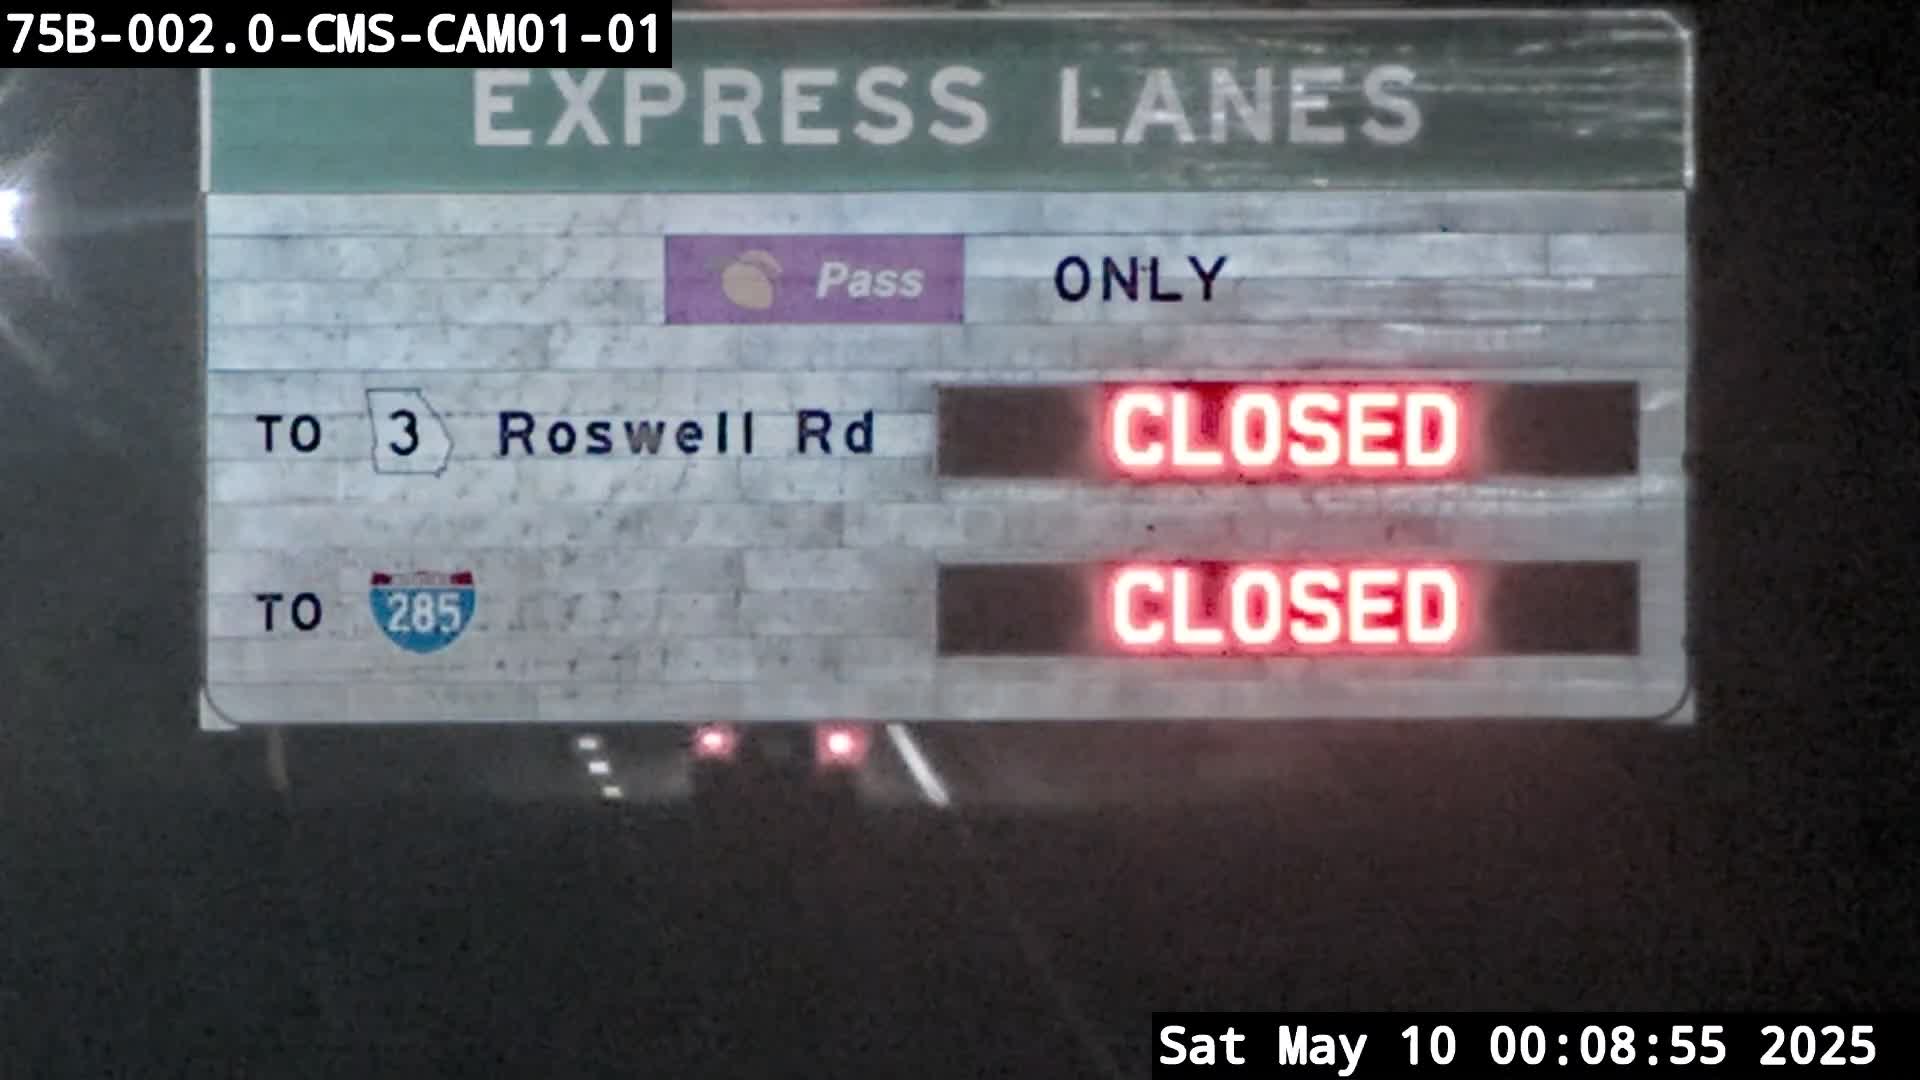 75B-002.0-CMS-CAM01-01
EXPRESS LANES
Pass ONLY
TO 3 Roswell Rd CLOSED
TO 285 CLOSED
Sat May 10 00:08:55 2025